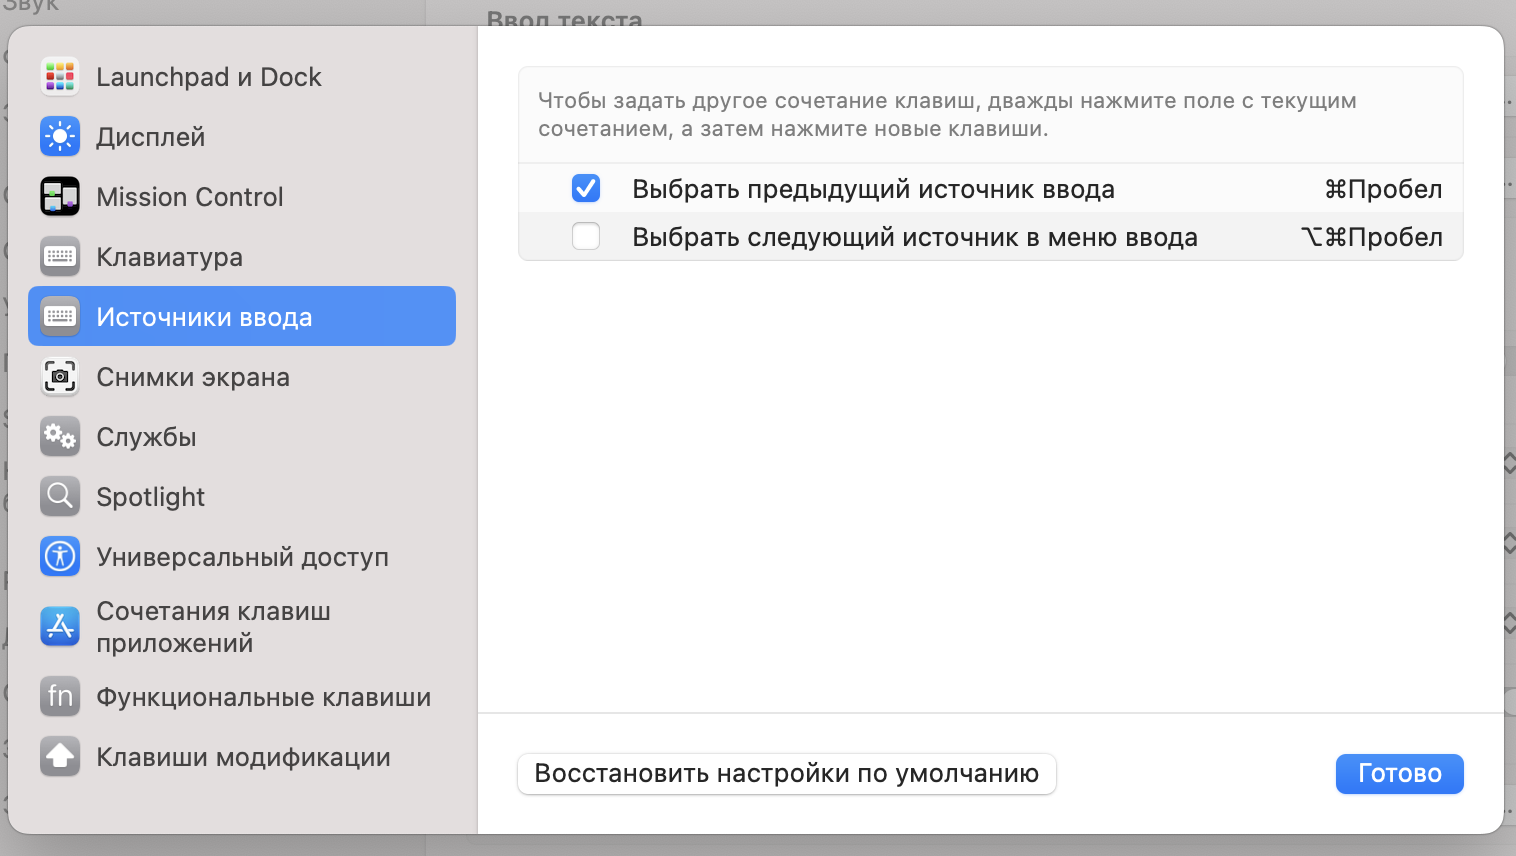 Звук
Ввод текста
Launchpad и Dock
Дисплей
Mission Control
Клавиатура
Источники ввода
Снимки экрана
Службы
Spotlight
Универсальный доступ
Сочетания клавиш
приложений
fn
Функциональные клавиши
Клавиши модификации
Чтобы задать другое сочетание клавиш, дважды нажмите поле с текущим
сочетанием, а затем нажмите новые клавиши.
Выбрать предыдущий источник ввода ⌘Пробел
Выбрать следующий источник в меню ввода ⌥⌘Пробел
Восстановить настройки по умолчанию
Готово